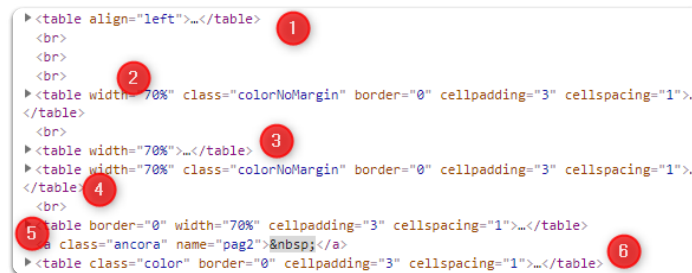 <table align="left">…</table> 1
<br>
<br>
<br>
2
<table width="70%" class="colorNoMargin" border="0" cellpadding="3" cellspacing="1">…
</table>
<br>
<table width="70%">…</table> 3
<table width="70%" class="colorNoMargin" border="0" cellpadding="3" cellspacing="1">…
</table> 4
<br>
5 table border="0" width="70%" cellpadding="3" cellspacing="1">…</table>
a class="ancora" name="pag2">&nbsp;</a>
<table class="color" border="0" cellpadding="3" cellspacing="1">…</table> 6